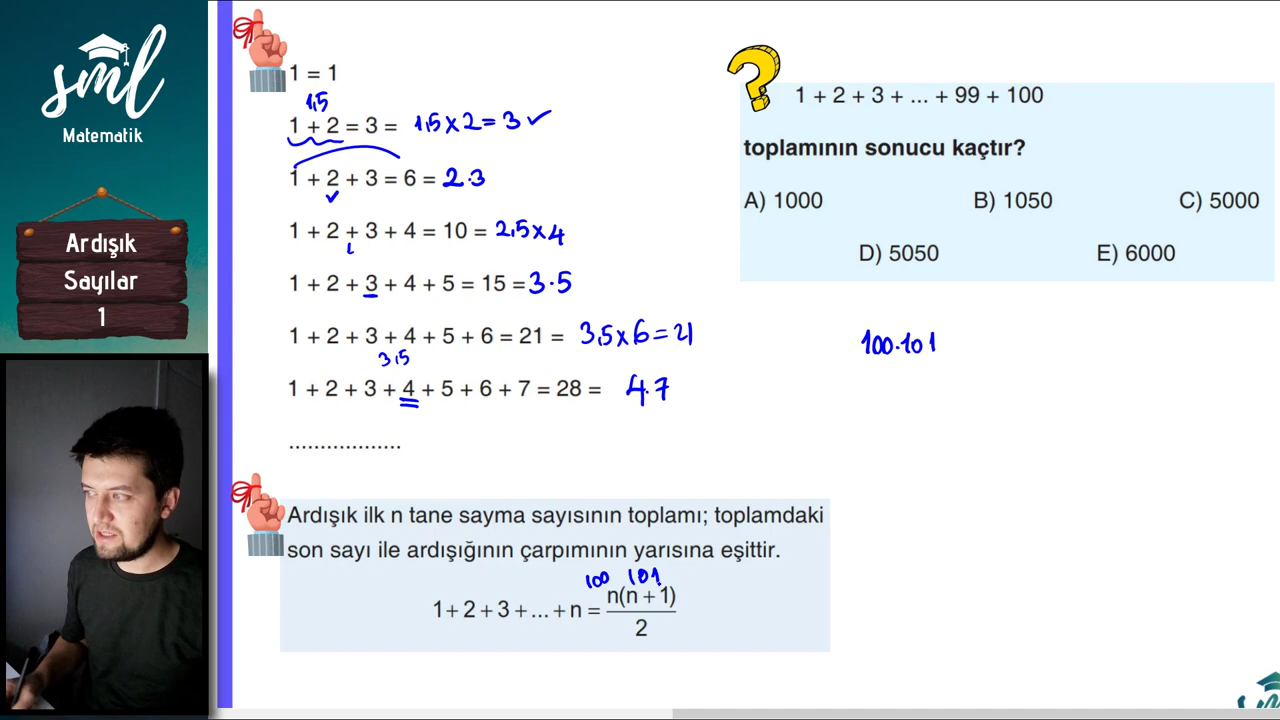 sml
Matematik
Ardışık
Sayılar
1
1 = 1
1,5
1 + 2 = 3 = 1,5 x 2 = 3 ✓
1 + 2 + 3 = 6 = 2.3
1 + 2 + 3 + 4 = 10 = 2,5 x 4
1 + 2 + 3 + 4 + 5 = 15 = 3.5
1 + 2 + 3 + 4 + 5 + 6 = 21 = 3,5 x 6 = 21
3,5
1 + 2 + 3 + 4 + 5 + 6 + 7 = 28 = 4.7
..................
Ardışık ilk n tane sayma sayısının toplamı; toplamdaki
son sayı ile ardışığının çarpımının yarısına eşittir.
100 101
1+ 2 + 3 + ... + n = n(n + 1)
2
1 + 2 + 3 + ... + 99 + 100
toplamının sonucu kaçtır?
A) 1000 B) 1050 C) 5000
D) 5050 E) 6000
100.101